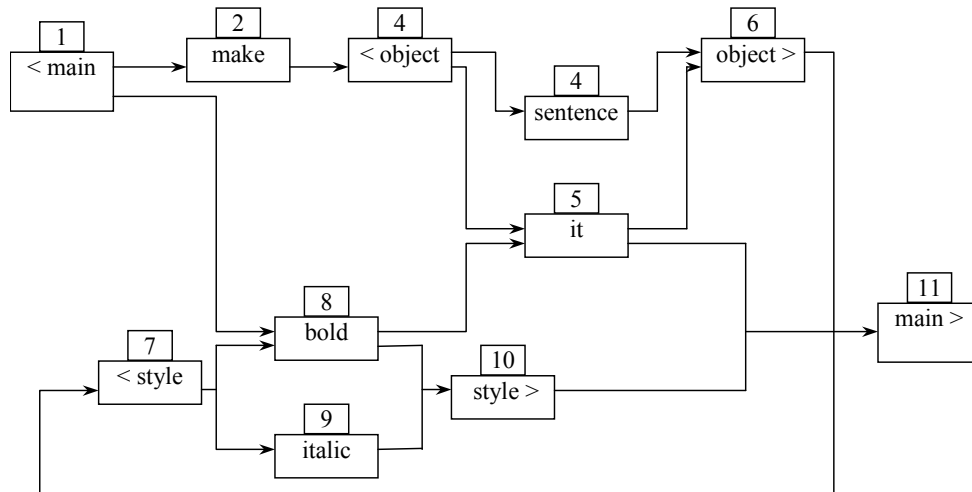 1
< main
2
make
4
< object
4
sentence
6
object >
5
it
8
bold
11
main >
7
< style
10
style >
9
italic